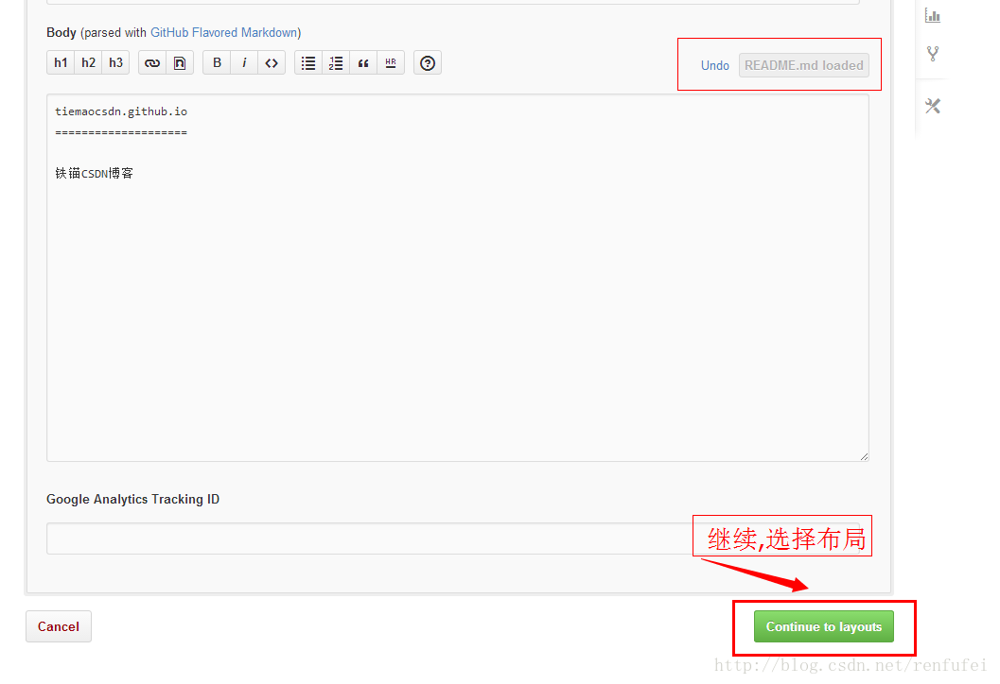 Body (parsed with GitHub Flavored Markdown)
h1 h2 h3 B i <> HR ?
Undo README.md loaded
tiemaocsdn.github.io
====================
铁锚CSDN博客
Google Analytics Tracking ID
继续,选择布局
Cancel
Continue to layouts
http://blog.csdn.net/renfufei